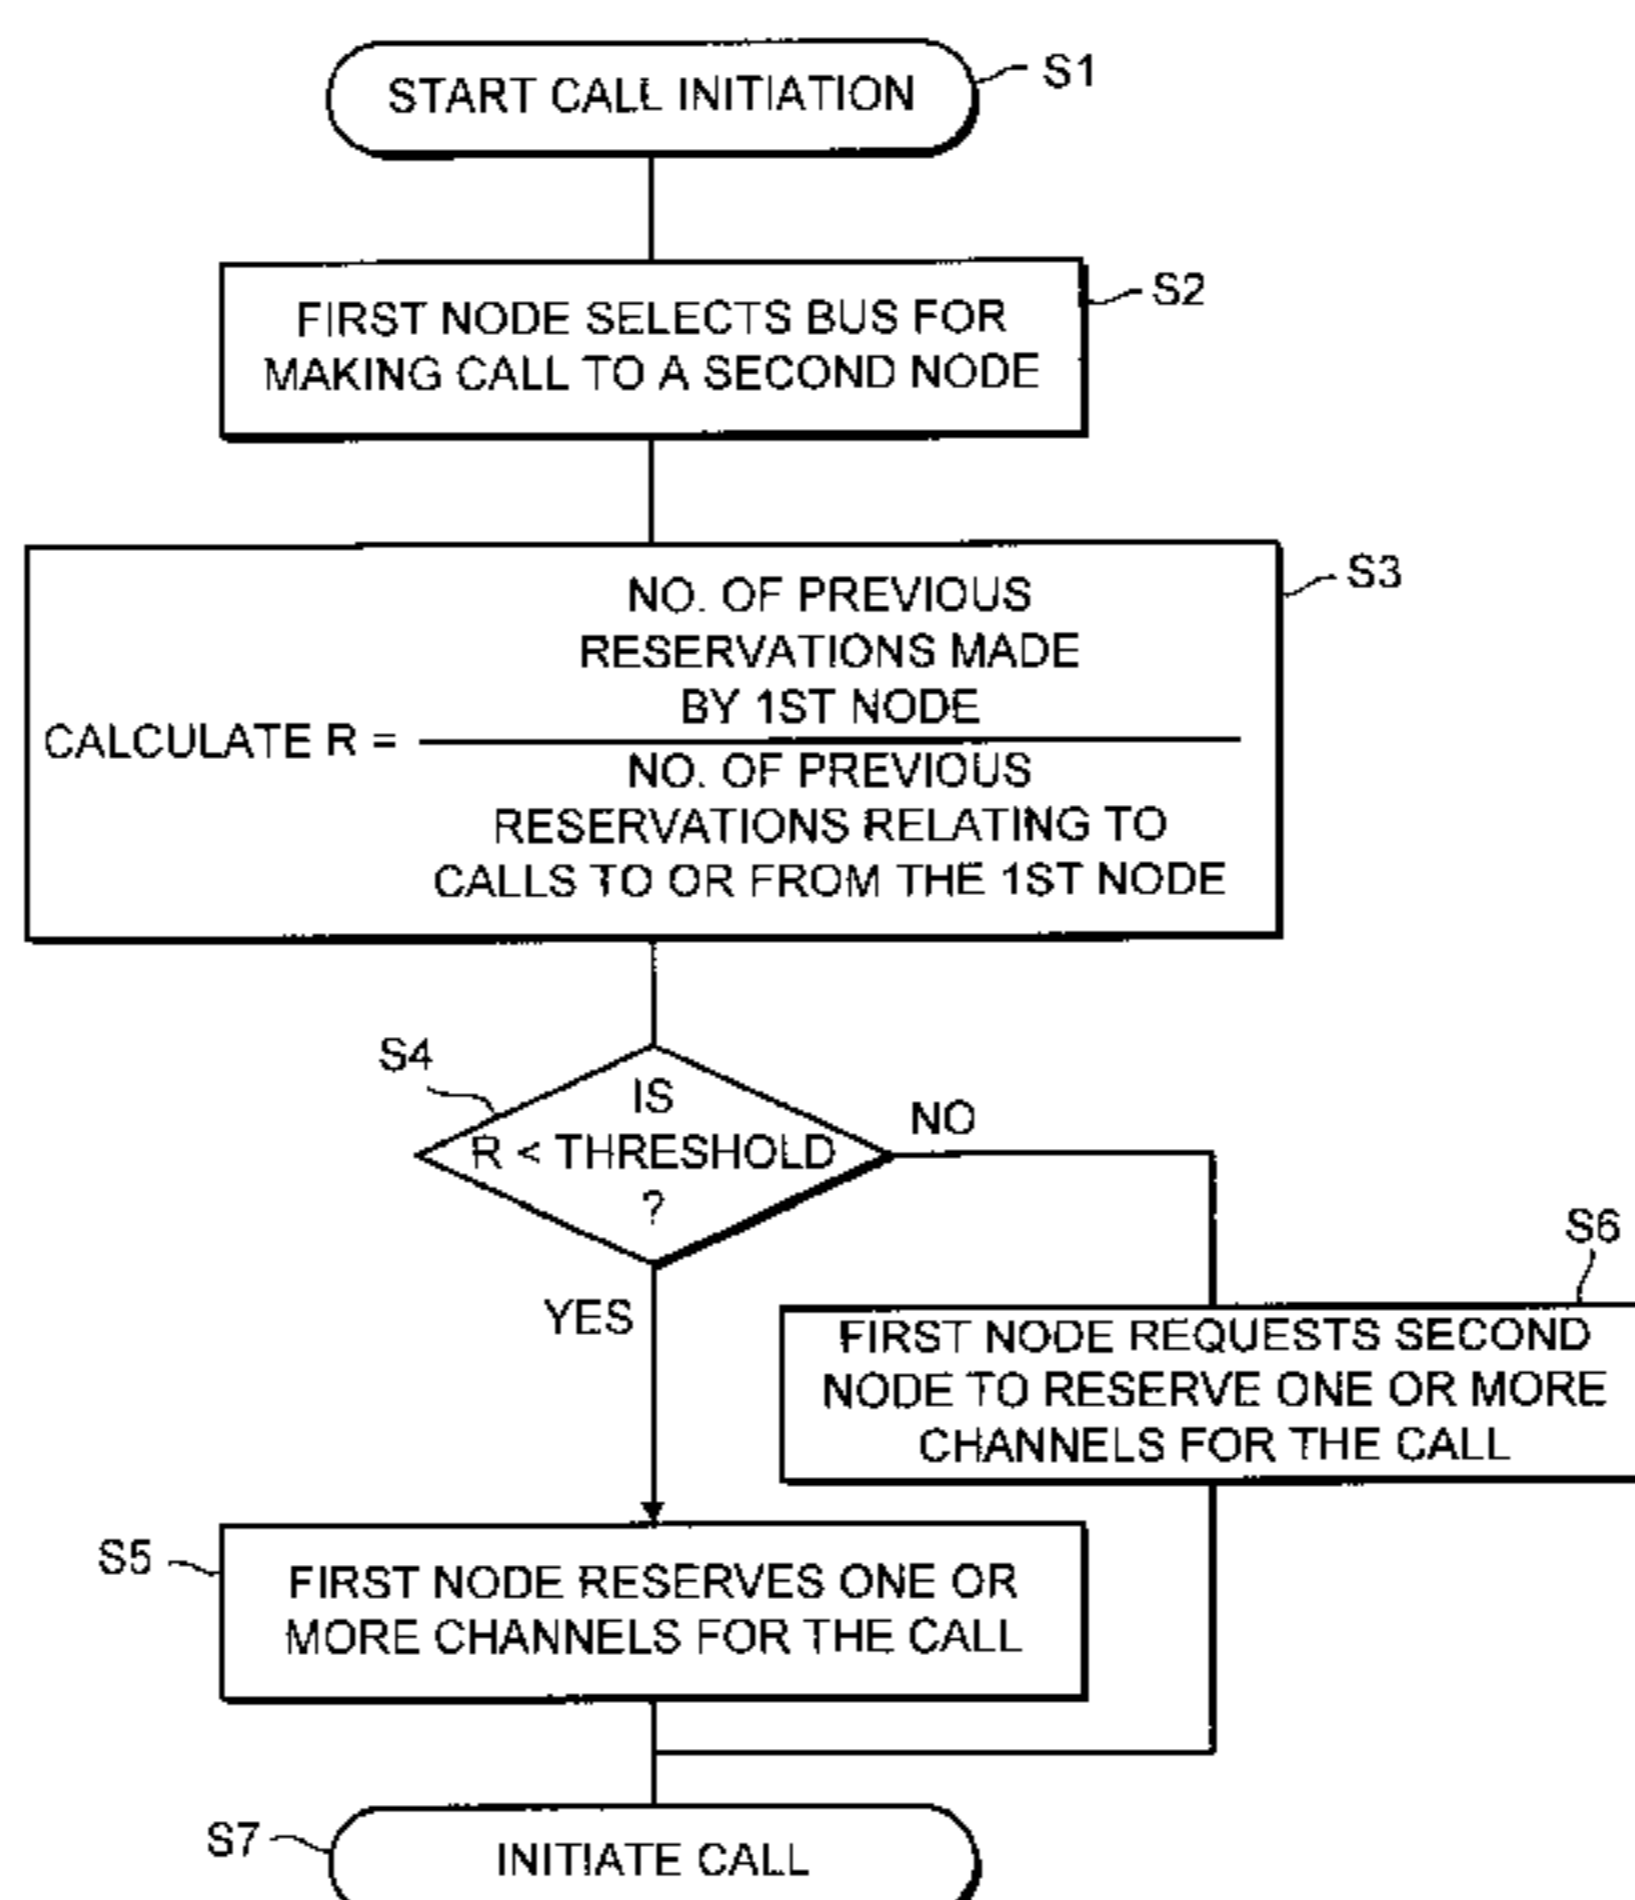 START CALL INITIATION
S1
FIRST NODE SELECTS BUS FOR
MAKING CALL TO A SECOND NODE
S2
S3
NO. OF PREVIOUS
RESERVATIONS MADE
BY 1ST NODE
CALCULATE R =
NO. OF PREVIOUS
RESERVATIONS RELATING TO
CALLS TO OR FROM THE 1ST NODE
S4
IS
R < THRESHOLD
?
NO
YES
S6
FIRST NODE REQUESTS SECOND
NODE TO RESERVE ONE OR MORE
CHANNELS FOR THE CALL
S5
FIRST NODE RESERVES ONE OR
MORE CHANNELS FOR THE CALL
S7
INITIATE CALL